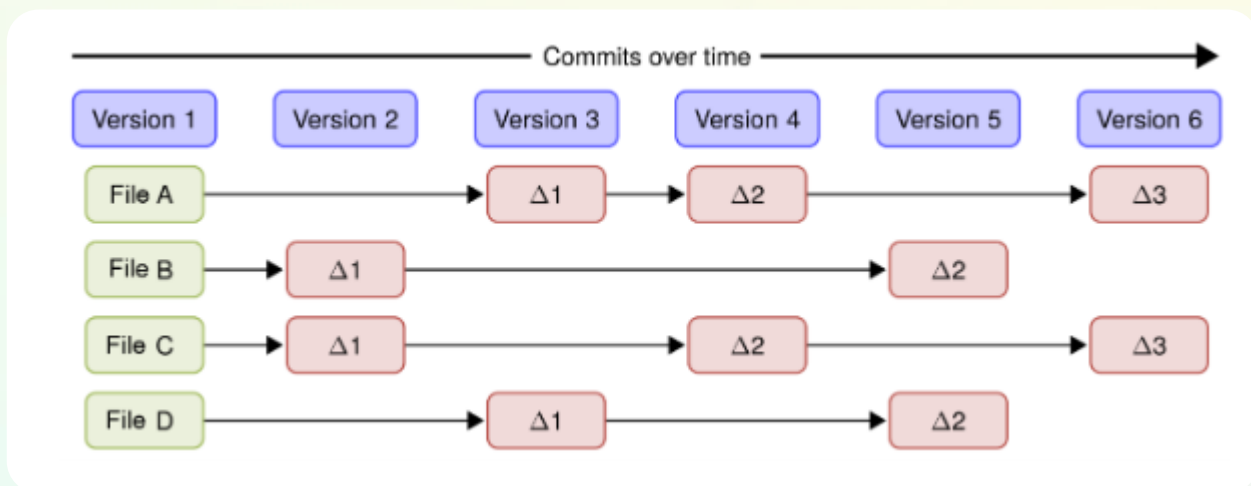 Commits over time
Version 1 Version 2 Version 3 Version 4 Version 5 Version 6
File A Δ1 Δ2 Δ3
File B Δ1 Δ2
File C Δ1 Δ2 Δ3
File D Δ1 Δ2